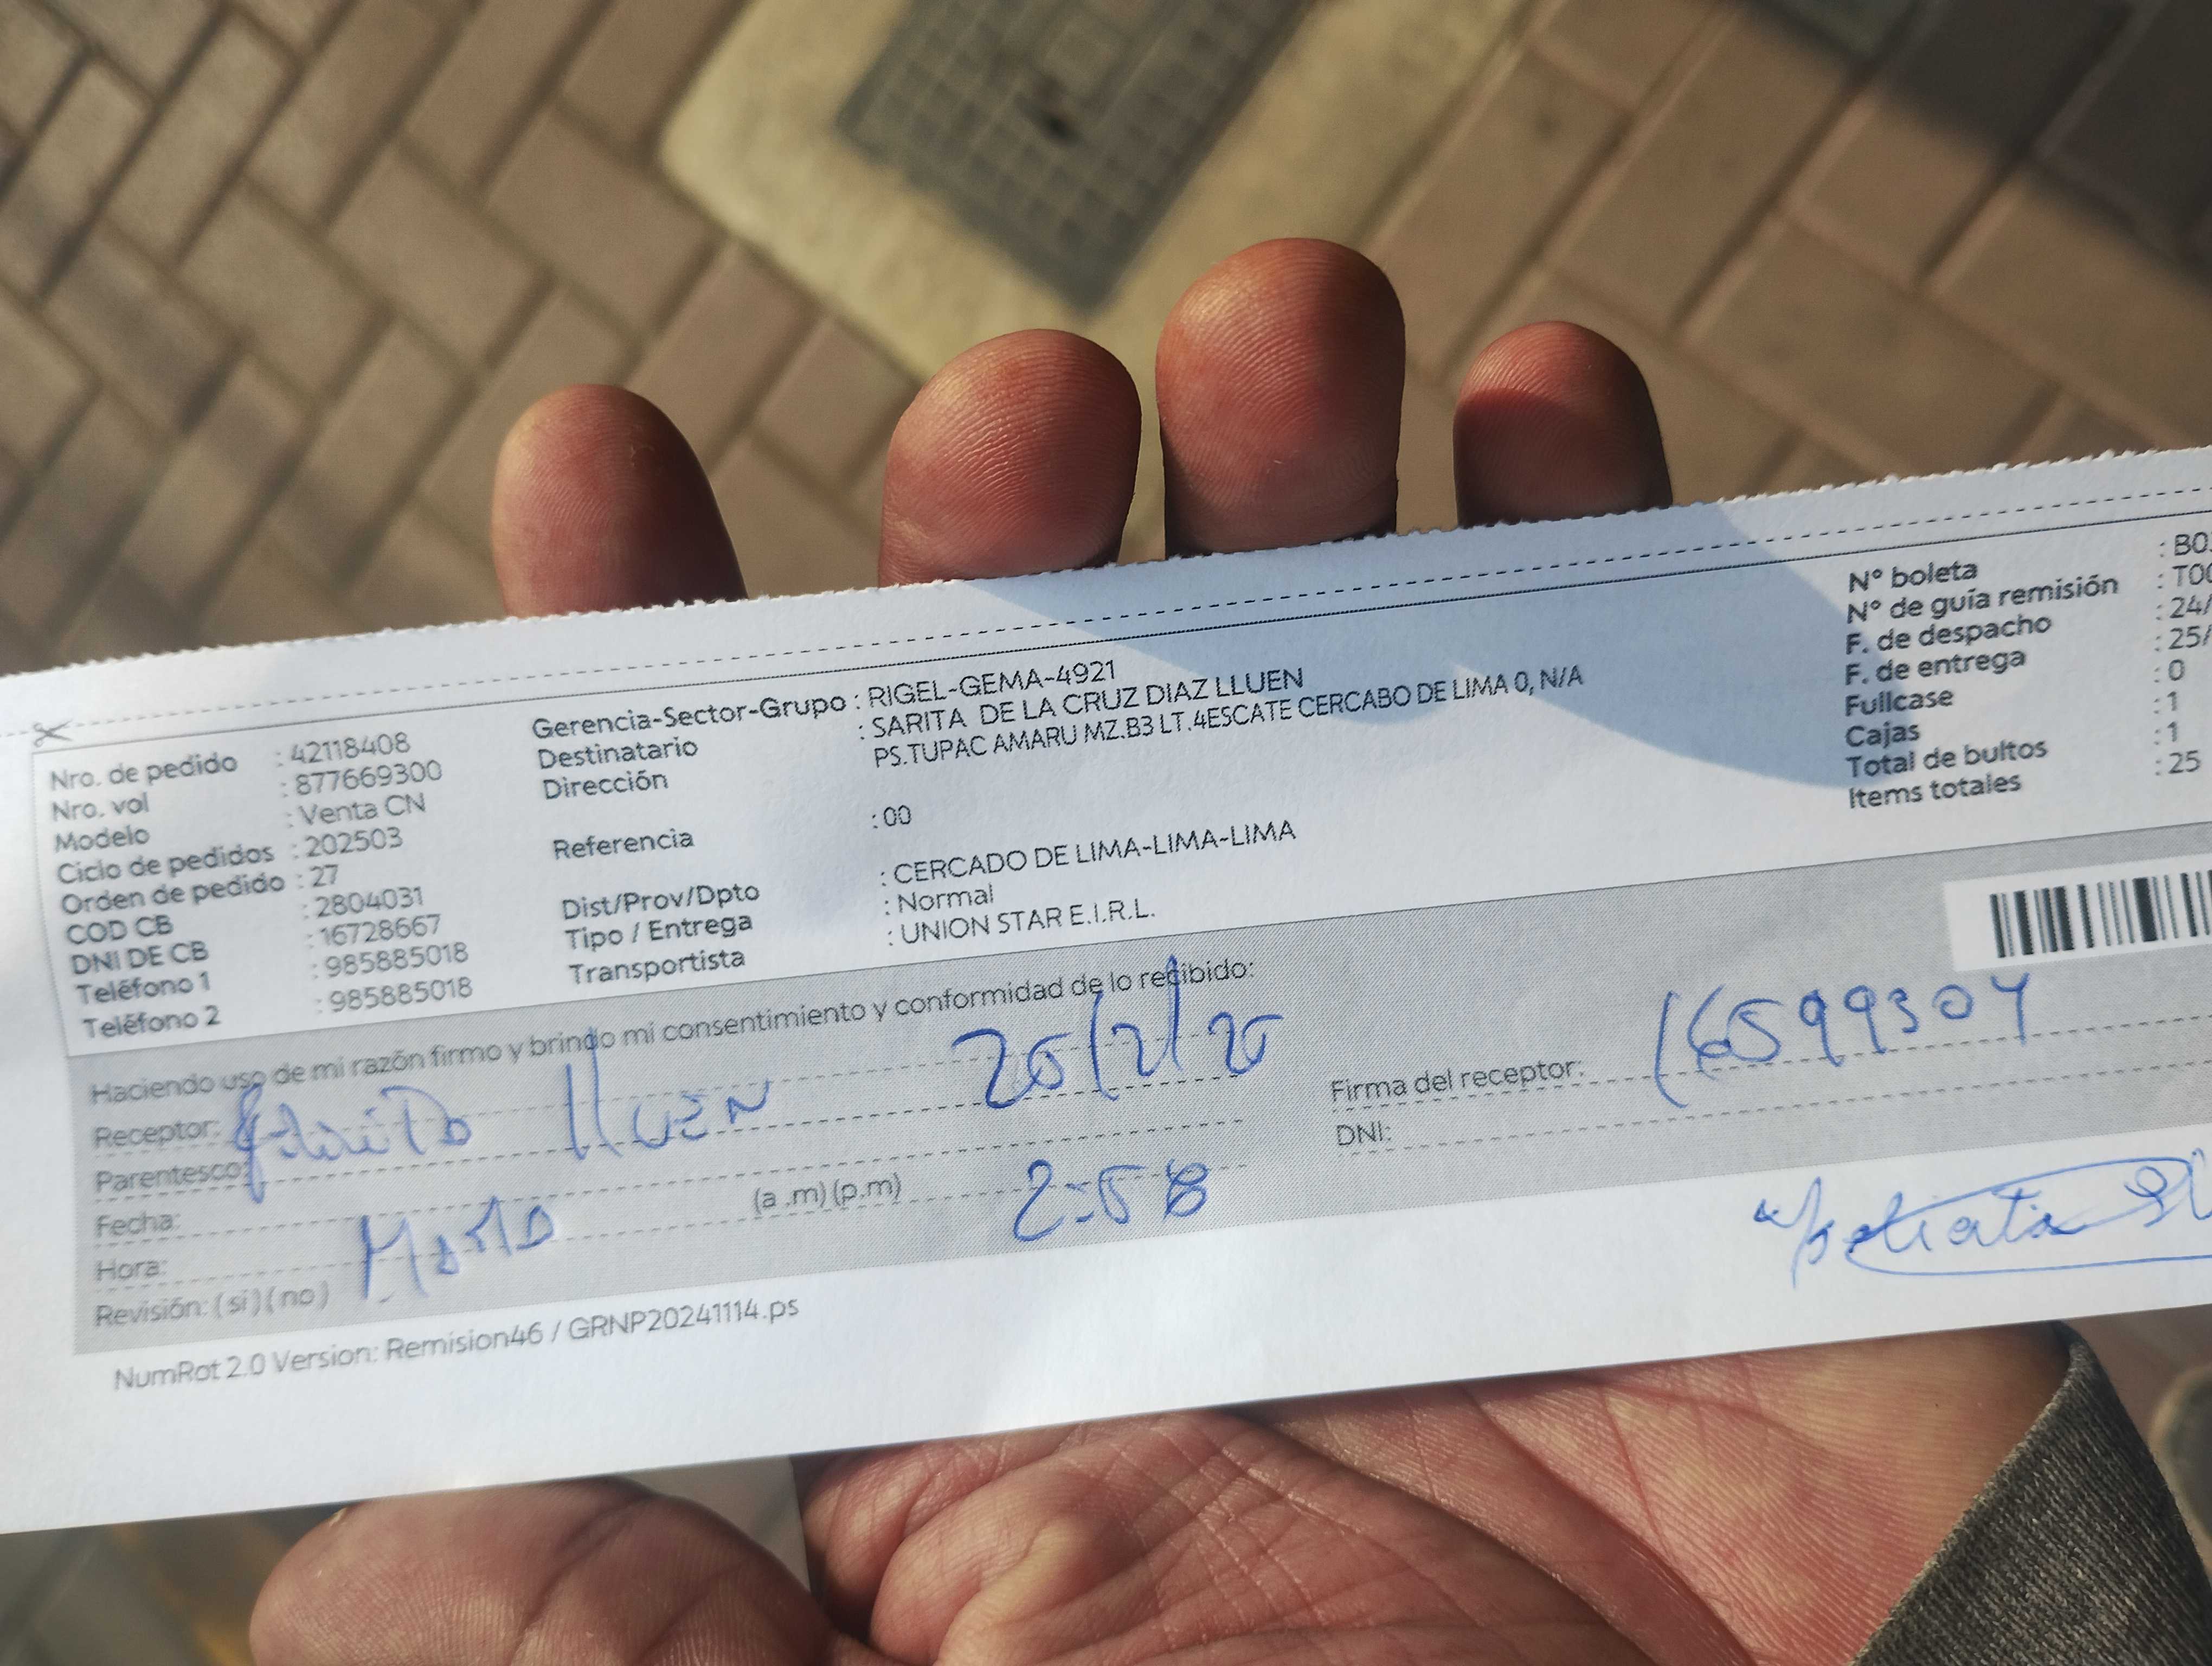 Nro. de pedido : 42118408
Nro. vol : 877669300
Modelo : Venta CN
Ciclo de pedidos : 202503
Orden de pedido : 27
COD CB : 2804031
DNI DE CB : 16728667
Teléfono 1 : 985885018
Teléfono 2 : 985885018
Gerencia-Sector-Grupo : RIGEL-GEMA-4921
Destinatario : SARITA DE LA CRUZ DIAZ LLUEN
Dirección PS.TUPAC AMARU MZ.B3 LT.4ESCATE CERCABO DE LIMA 0, N/A
Referencia : 00
Dist/Prov/Dpto : CERCADO DE LIMA-LIMA-LIMA
Tipo / Entrega : Normal
Transportista : UNION STAR E.I.R.L.
N° boleta : B0
N° de guía remisión : T00
F. de despacho : 24/
F. de entrega : 25/
Fullcase : 0
Cajas : 1
Total de bultos : 1
Items totales : 25
Haciendo uso de mi razón firmo y brindo mi consentimiento y conformidad de lo recibido:
Receptor: lluEN 25/2/25
Parentesco:
Fecha:
Hora: (a .m) (p.m) 2:58
Revisión: ( si ) ( no )
Firma del receptor: 16599304
DNI:
NumRot 2.0 Version: Remision46 / GRNP20241114.ps